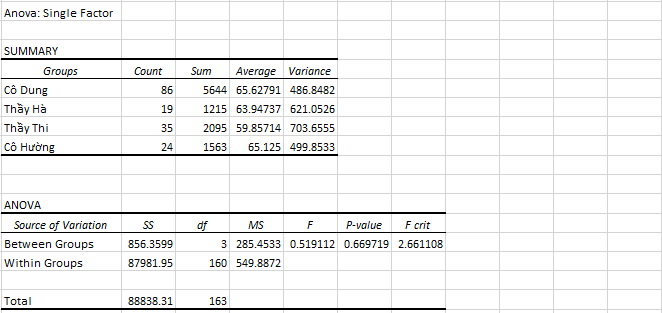 Anova: Single Factor
SUMMARY
Groups Count Sum Average Variance
Cô Dung 86 5644 65.62791 486.8482
Thầy Hà 19 1215 63.94737 621.0526
Thầy Thi 35 2095 59.85714 703.6555
Cô Hường 24 1563 65.125 499.8533
ANOVA
Source of Variation SS df MS F P-value F crit
Between Groups 856.3599 3 285.4533 0.519112 0.669719 2.661108
Within Groups 87981.95 160 549.8872
Total 88838.31 163